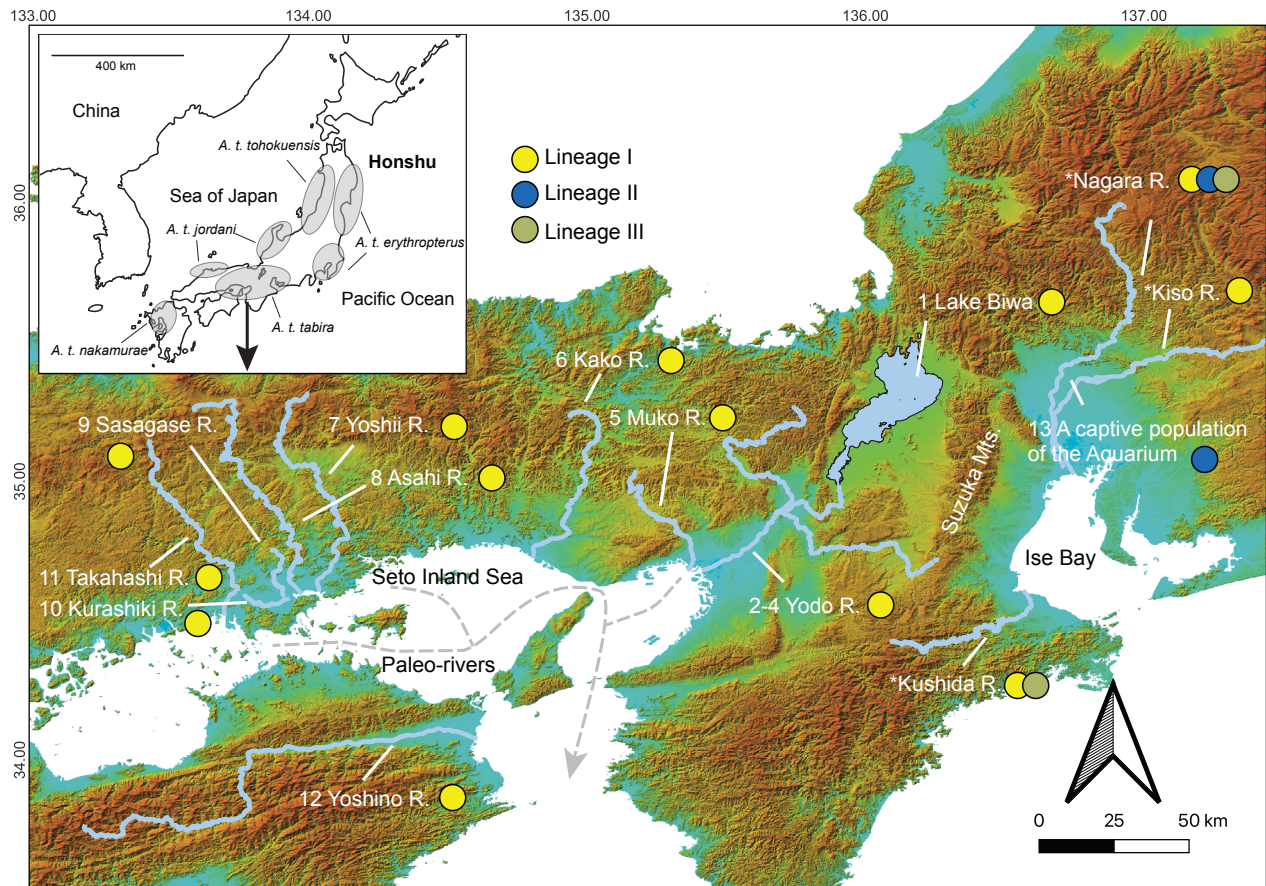 133.00
134.00
135.00
136.00
137.00
36.00
35.00
34.00
400 km
China
A. t. tohokuensis
Honshu
Sea of Japan
A. t. jordani
A. t. erythropterus
Pacific Ocean
A. t. tabira
A. t. nakamurae
Lineage I
Lineage II
Lineage III
*Nagara R.
*Kiso R.
1 Lake Biwa
6 Kako R.
5 Muko R.
9 Sasagase R.
7 Yoshii R.
8 Asahi R.
13 A captive population
of the Aquarium
Suzuka Mts.
11 Takahashi R.
10 Kurashiki R.
Seto Inland Sea
Ise Bay
2-4 Yodo R.
Paleo-rivers
*Kushida R.
12 Yoshino R.
0 25 50 km